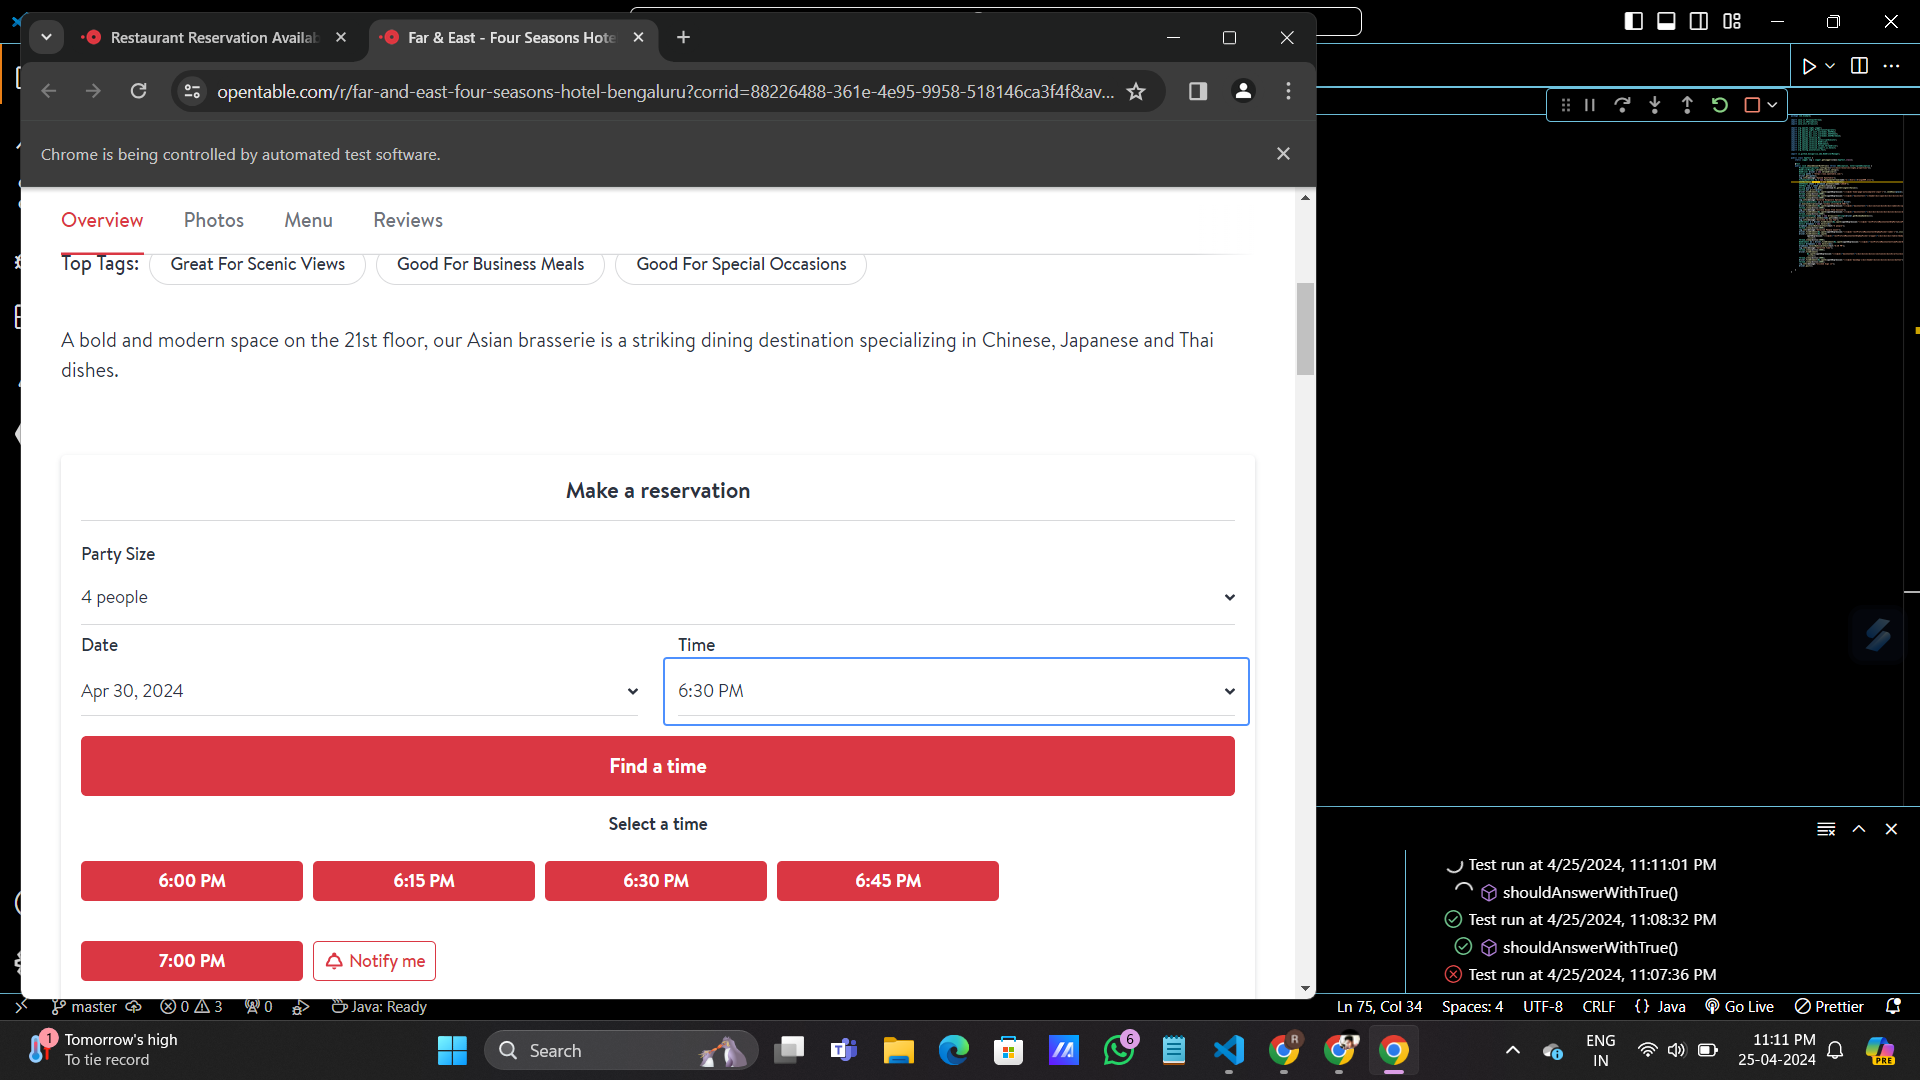 Restaurant Reservation Availab
Far & East - Four Seasons Hote
opentable.com/r/far-and-east-four-seasons-hotel-bengaluru?corrid=88226488-361e-4e95-9958-518146ca3f4f&av...
Chrome is being controlled by automated test software.
Overview Photos Menu Reviews
Top Tags: Great For Scenic Views Good For Business Meals Good For Special Occasions
A bold and modern space on the 21st floor, our Asian brasserie is a striking dining destination specializing in Chinese, Japanese and Thai
dishes.
Make a reservation
Party Size
4 people
Date Time
Apr 30, 2024 6:30 PM
Find a time
Select a time
6:00 PM 6:15 PM 6:30 PM 6:45 PM
7:00 PM Notify me
Test run at 4/25/2024, 11:11:01 PM
shouldAnswerWithTrue()
Test run at 4/25/2024, 11:08:32 PM
shouldAnswerWithTrue()
Test run at 4/25/2024, 11:07:36 PM
master 0 3 0 Java: Ready Ln 75, Col 34 Spaces: 4 UTF-8 CRLF {} Java Go Live Prettier
1 Tomorrow's high
To tie record
Search
6
R
PRE
ENG
IN
11:11 PM
25-04-2024